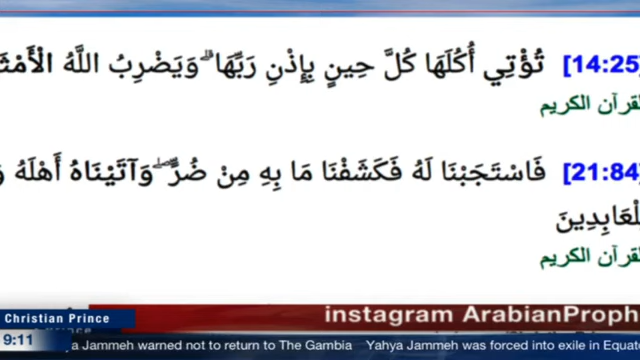 [14:25] تُؤْتِي أُكُلَهَا كُلَّ حِينٍ بِإِذْنِ رَبِّهَا ۗ وَيَضْرِبُ اللَّهُ
القرآن الكريم
[21:84] فَاسْتَجَبْنَا لَهُ فَكَشَفْنَا مَا بِهِ مِنْ ضُرٍّ ۖ وَآتَيْنَاهُ أَهْلَهُ
لِلْعَابِدِينَ
القرآن الكريم
instagram ArabianProph
Christian Prince
9:11 Jammeh warned not to return to The Gambia Yahya Jammeh was forced into exile in Equat